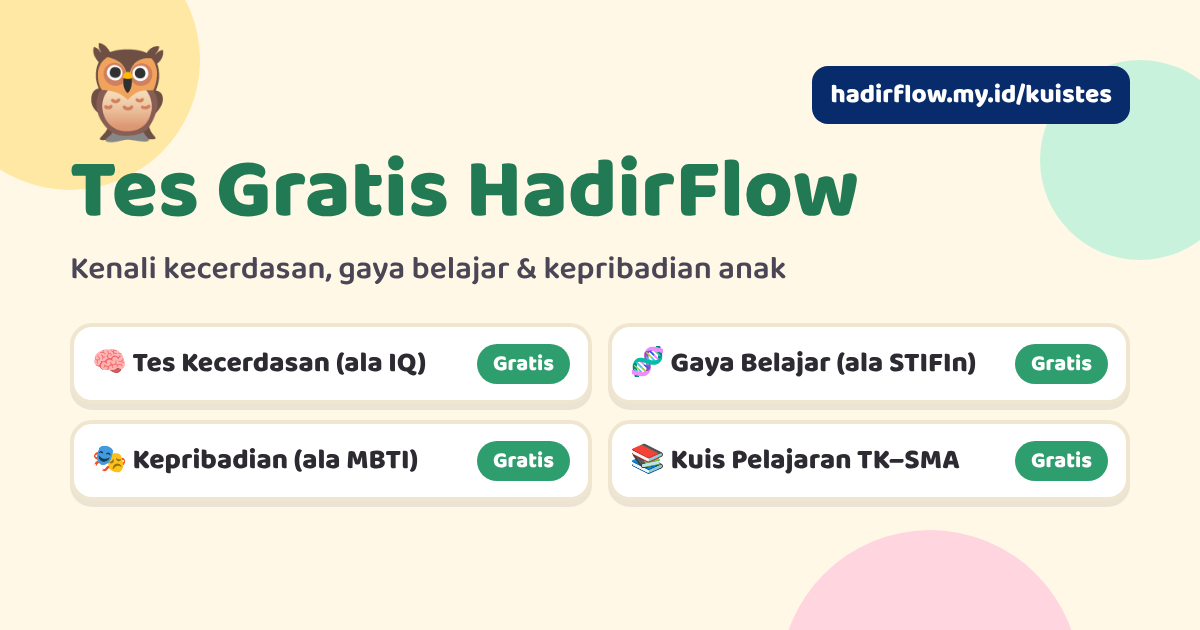 hadirflow.my.id/kuistes
Tes Gratis HadirFlow
Kenali kecerdasan, gaya belajar & kepribadian anak
Tes Kecerdasan (ala IQ) Gratis
Gaya Belajar (ala STIFIn) Gratis
Kepribadian (ala MBTI) Gratis
Kuis Pelajaran TK–SMA Gratis